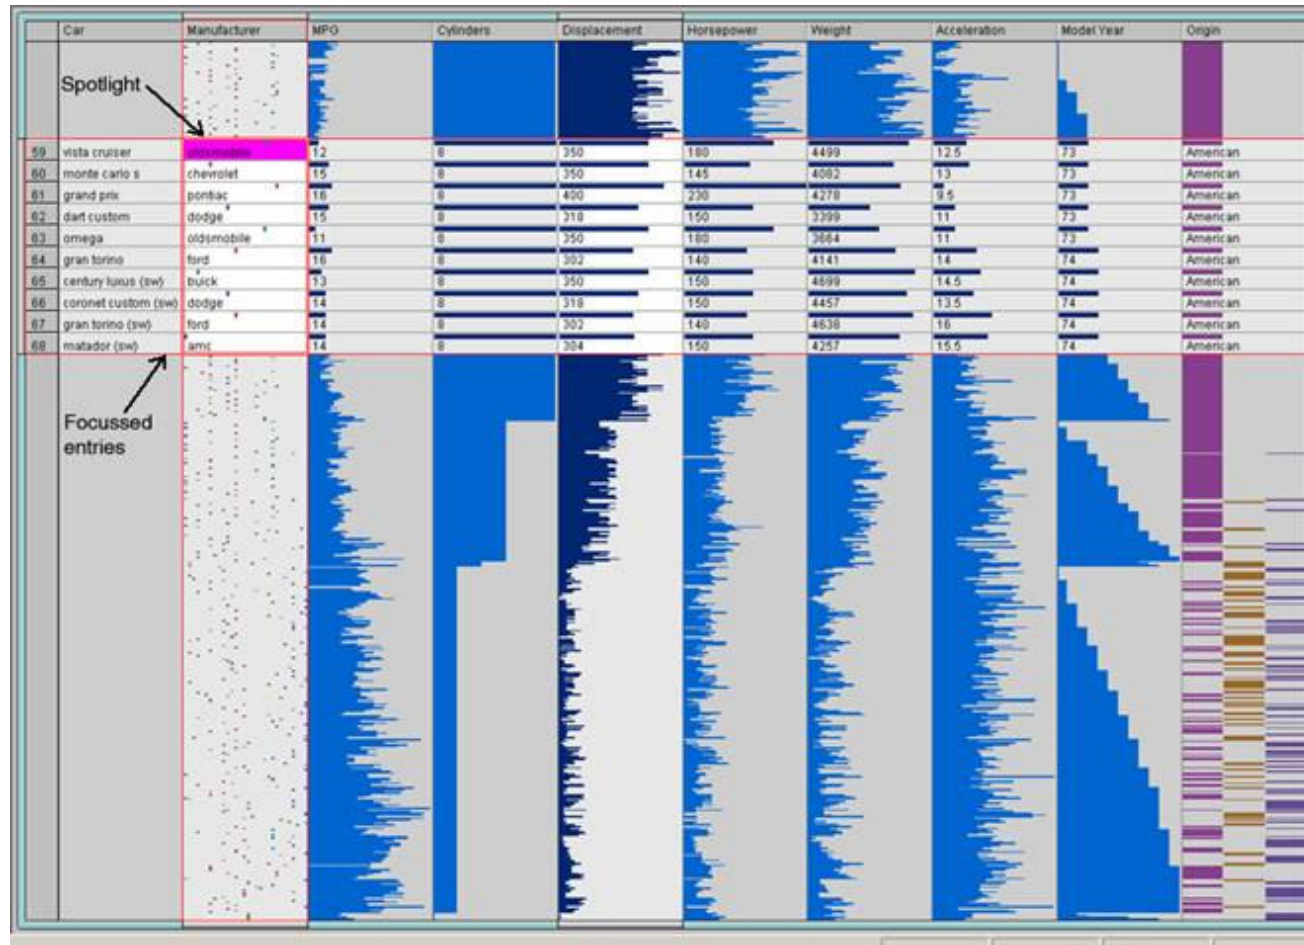 Car Manufacturer MPG Cylinders Displacement Horsepower Weight Acceleration Model Year Origin
Spotlight
59 vista cruiser oldsmobile 12 8 350 180 4499 12.5 73 American
60 monte carlo s chevrolet 15 8 350 145 4082 13 73 American
61 grand prix pontiac 16 8 400 230 4278 9.5 73 American
62 dart custom dodge 15 8 318 150 3399 11 73 American
63 omega oldsmobile 11 8 350 180 3664 11 73 American
64 gran torino ford 16 8 302 140 4141 14 74 American
65 century luxus (sw) buick 13 8 350 150 4699 14.5 74 American
66 coronet custom (sw) dodge 14 8 318 150 4457 13.5 74 American
67 gran torino (sw) ford 14 8 302 140 4638 16 74 American
68 matador (sw) amc 14 8 304 150 4257 15.5 74 American
Focussed
entries